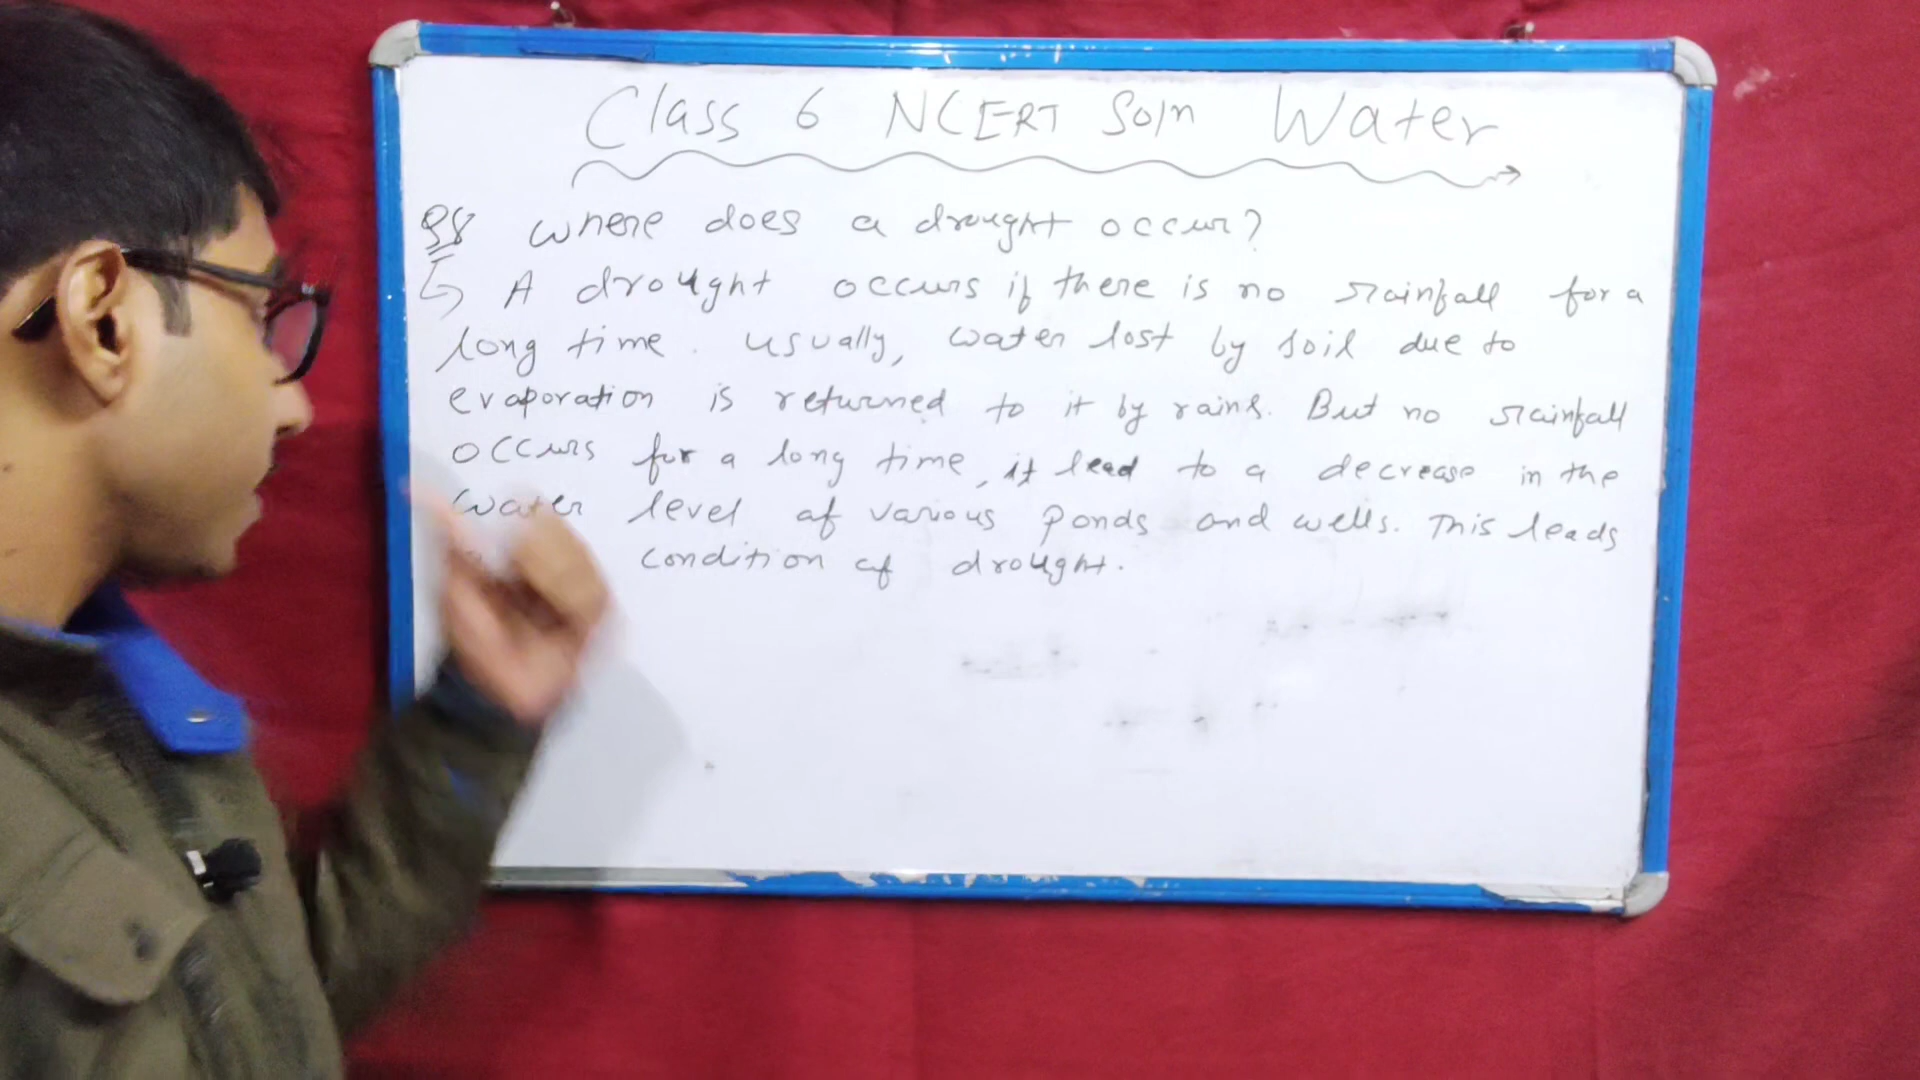 Class 6 NCERT Soln Water
Q8 Where does a drought occur?
A drought occurs if there is no rainfall for a
long time. usually, water lost by soil due to
evaporation is returned to it by rains. But no rainfall
occurs for a long time, it lead to a decrease in the
water level of various ponds and wells. This leads
condition of drought.